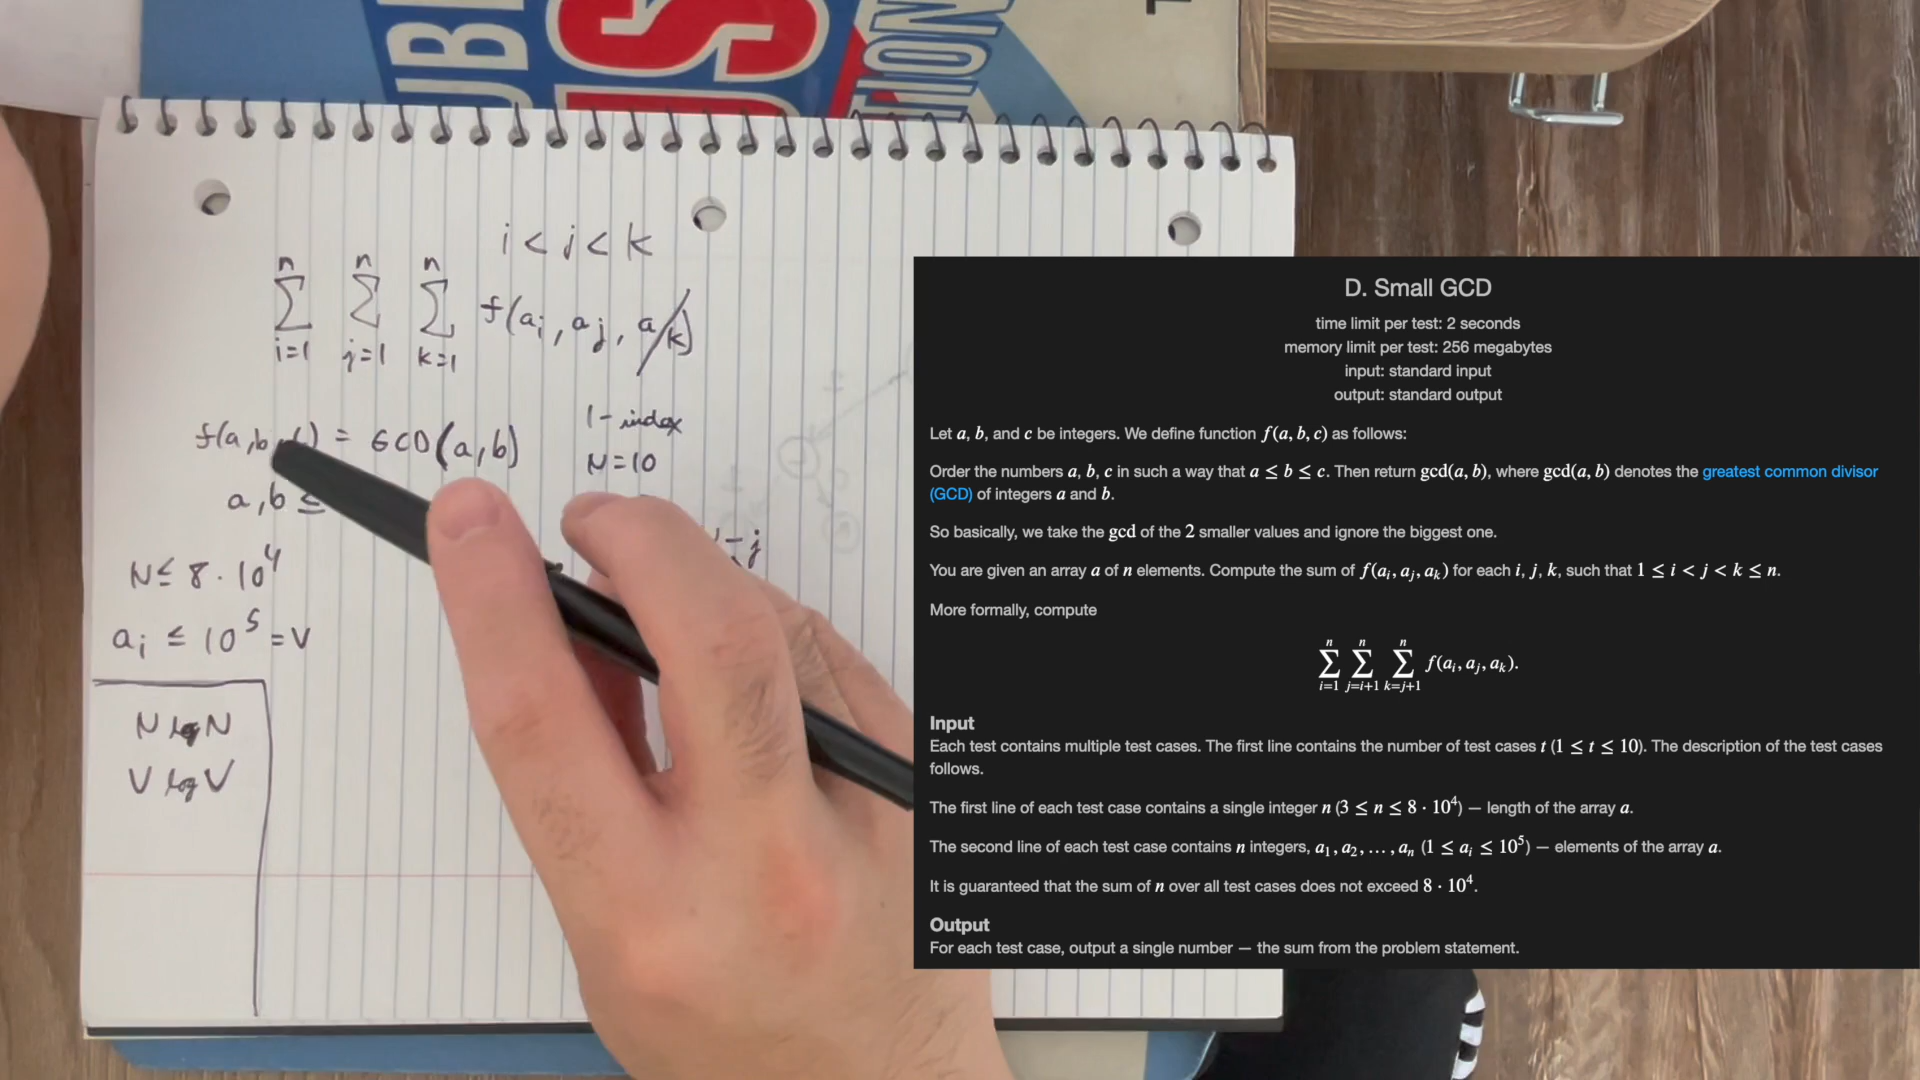 UB
US
TION
i < j < k
n n n
Σ Σ Σ f(ai, aj, ak)
i=1 j=1 k=1
f(a,b,c) = GCD(a,b)
a,b ≤
1-index
N=10
-j
N ≤ 8·10^4
ai ≤ 10^5 = V
N log N
V log V
D. Small GCD
time limit per test: 2 seconds
memory limit per test: 256 megabytes
input: standard input
output: standard output
Let a, b, and c be integers. We define function f(a, b, c) as follows:
Order the numbers a, b, c in such a way that a ≤ b ≤ c. Then return gcd(a, b), where gcd(a, b) denotes the greatest common divisor
(GCD) of integers a and b.
So basically, we take the gcd of the 2 smaller values and ignore the biggest one.
You are given an array a of n elements. Compute the sum of f(ai, aj, ak) for each i, j, k, such that 1 ≤ i < j < k ≤ n.
More formally, compute
n n n
Σ Σ Σ f(ai, aj, ak).
i=1 j=i+1 k=j+1
Input
Each test contains multiple test cases. The first line contains the number of test cases t (1 ≤ t ≤ 10). The description of the test cases
follows.
The first line of each test case contains a single integer n (3 ≤ n ≤ 8 · 10^4) — length of the array a.
The second line of each test case contains n integers, a1, a2, …, an (1 ≤ ai ≤ 10^5) — elements of the array a.
It is guaranteed that the sum of n over all test cases does not exceed 8 · 10^4.
Output
For each test case, output a single number — the sum from the problem statement.